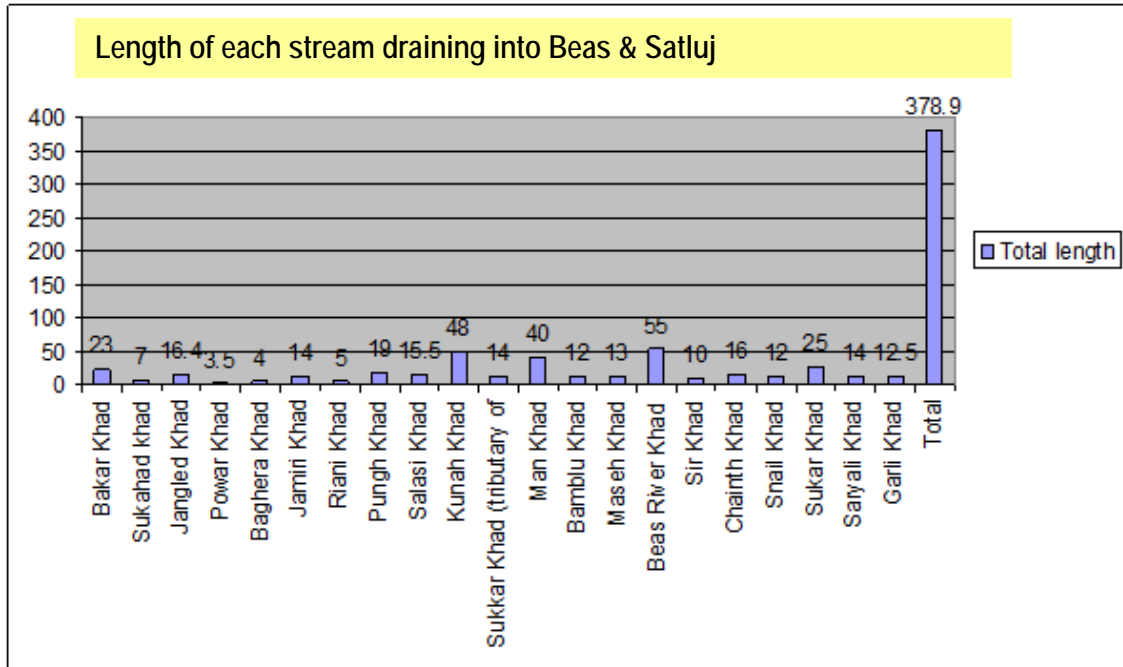 Length of each stream draining into Beas & Satluj
378.9
400
350
300
250
200
150
100
50
0
23
7
16.4
3.5
4
14
5
19
15.5
48
14
40
12
13
55
10
16
12
25
14
12.5
Total length
Bakar Khad
Sukahad khad
Jangled Khad
Powar Khad
Baghera Khad
Jamiri Khad
Riani Khad
Pungh Khad
Salasi Khad
Kunah Khad
Sukkar Khad (tributary of
Man Khad
Bamblu Khad
Maseh Khad
Beas River Khad
Sir Khad
Chainth Khad
Snail Khad
Sukar Khad
Saryali Khad
Garli Khad
Total